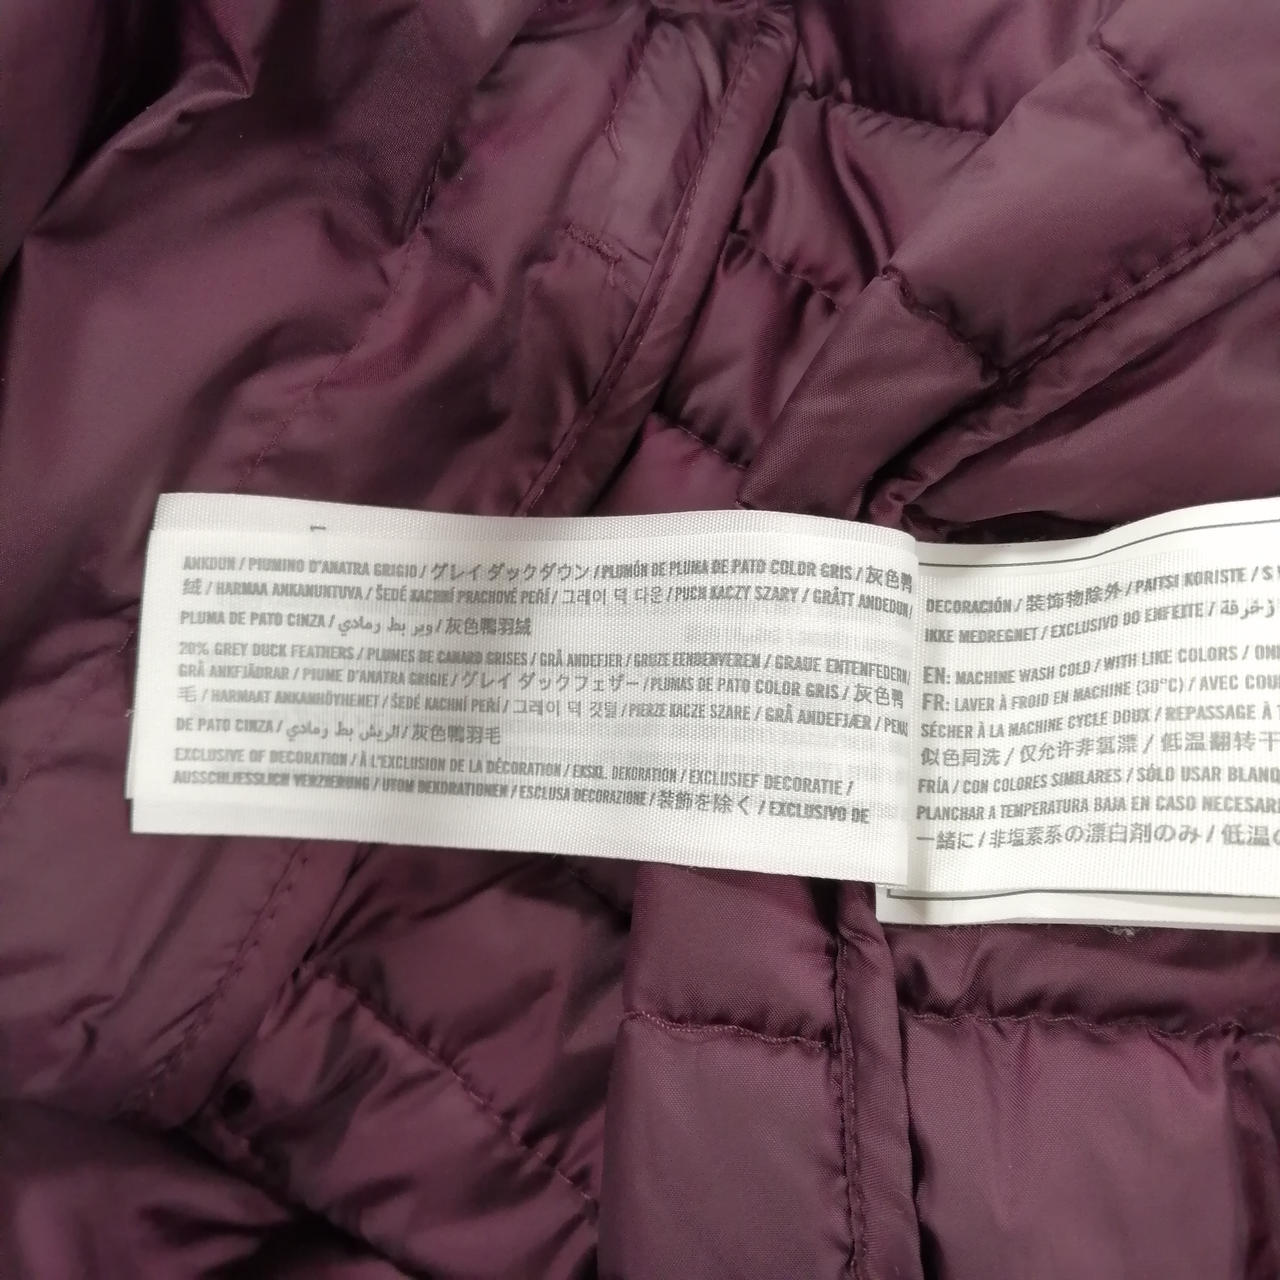 1
ANKDUN / PIUMINO D'ANATRA GRIGIO / グレイ ダックダウン / PLUMÓN DE PLUMA DE PATO COLOR GRIS / 灰色鸭
绒 / HARMAA ANKANUNTUVA / ŠEDÉ KACHNÍ PRACHOVÉ PEŘÍ / 그레이 덕 다운 / PUCH KACZY SZARY / GRÅTT ANDEDUN /
PLUMA DE PATO CINZA / وبر بط رمادي / 灰色鴨羽絨
20% GREY DUCK FEATHERS / PLUMES DE CANARD GRISES / GRÅ ANDEFJER / GRIJZE EENDENVEREN / GRAUE ENTENFEDERN /
GRÅ ANKFJÄDRAR / PIUME D'ANATRA GRIGIE / グレイ ダックフェザー / PLUMAS DE PATO COLOR GRIS / 灰色鸭
毛 / HARMAAT ANKANHÖYHENET / ŠEDÉ KACHNÍ PEŘÍ / 그레이 덕 깃털 / PIERZE KACZE SZARE / GRÅ ANDEFJÆR / PENA
DE PATO CINZA / الريش بط رمادي / 灰色鴨羽毛
EXCLUSIVE OF DECORATION / À L'EXCLUSION DE LA DÉCORATION / EKSKL. DEKORATION / EXCLUSIEF DECORATIE /
AUSSCHLIESSLICH VERZIERUNG / UTOM DEKORATIONEN / ESCLUSA DECORAZIONE / 装飾を除く / EXCLUSIVO DE
DECORACIÓN / 装饰物除外 / PAITSI KORISTE / S V
IKKE MEDREGNET / EXCLUSIVO DO ENFEITE /
EN: MACHINE WASH COLD / WITH LIKE COLORS / ON
FR: LAVER À FROID EN MACHINE (30°C) / AVEC COU
SÉCHER À LA MACHINE CYCLE DOUX / REPASSAGE À T
似色同洗 / 仅允许非氯漂 / 低温翻转干
FRÍA / CON COLORES SIMILARES / SÓLO USAR BLANQ
PLANCHAR A TEMPERATURA BAJA EN CASO NECESAR
一緒に / 非塩素系の漂白剤のみ / 低温